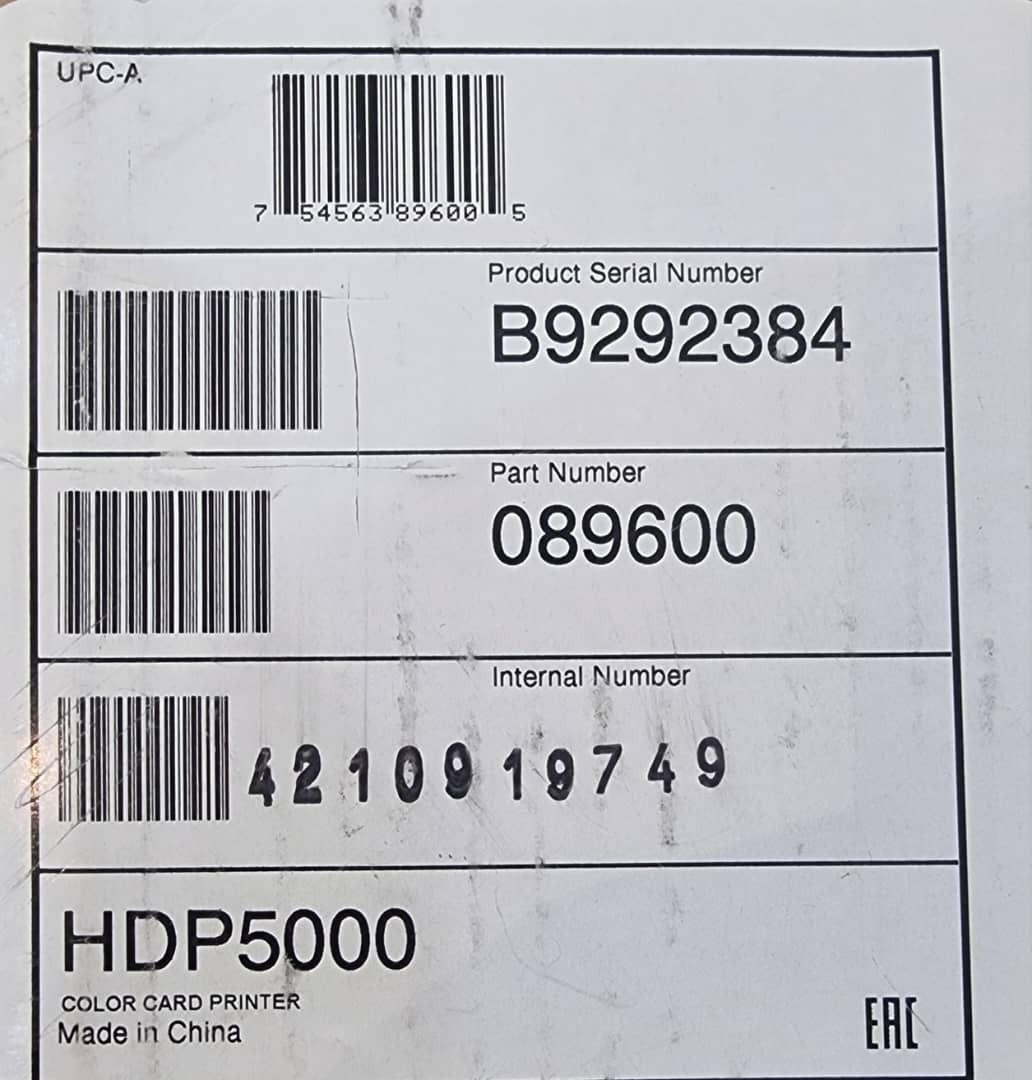 UPC-A
7 54563 89600 5
Product Serial Number
B9292384
Part Number
089600
Internal Number
4210919749
HDP5000
COLOR CARD PRINTER
Made in China
EAC